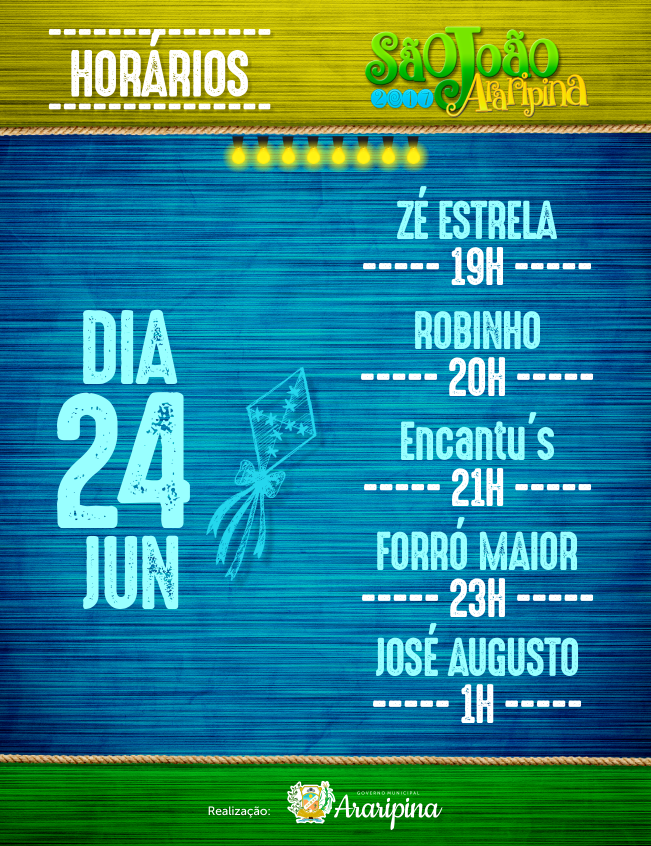 HORÁRIOS
São João
2017 Araripina
DIA
24
JUN
ZÉ ESTRELA
----- 19H -----
ROBINHO
----- 20H -----
Encantu´s
----- 21H -----
FORRÓ MAIOR
----- 23H -----
JOSÉ AUGUSTO
----- 1H -----
Realização:
GOVERNO MUNICIPAL
Araripina